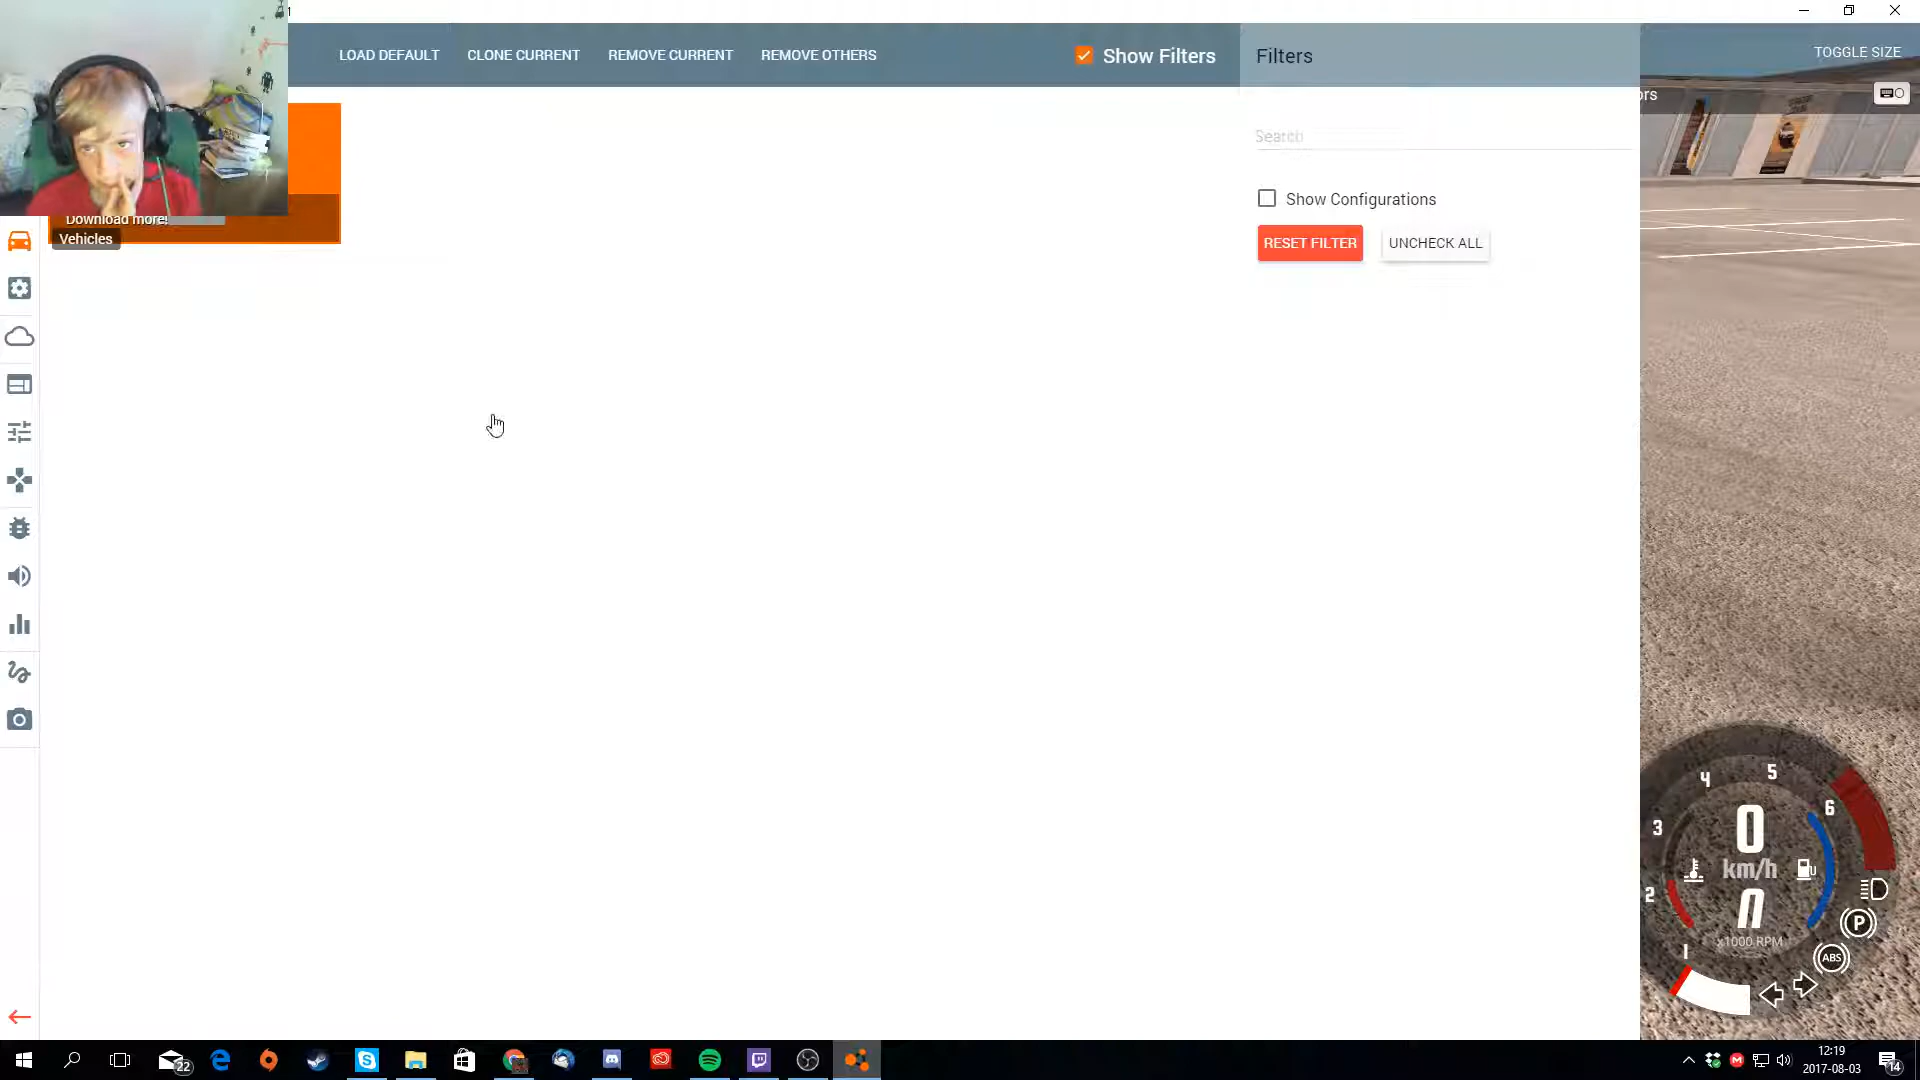 LOAD DEFAULT CLONE CURRENT REMOVE CURRENT REMOVE OTHERS Show Filters Filters TOGGLE SIZE
ors
Search
Show Configurations
RESET FILTER UNCHECK ALL
Download more!
Vehicles
1
2
3
4
5
6
0
km/h
n
x1000 RPM
P
ABS
22
12:19
2017-08-03
14